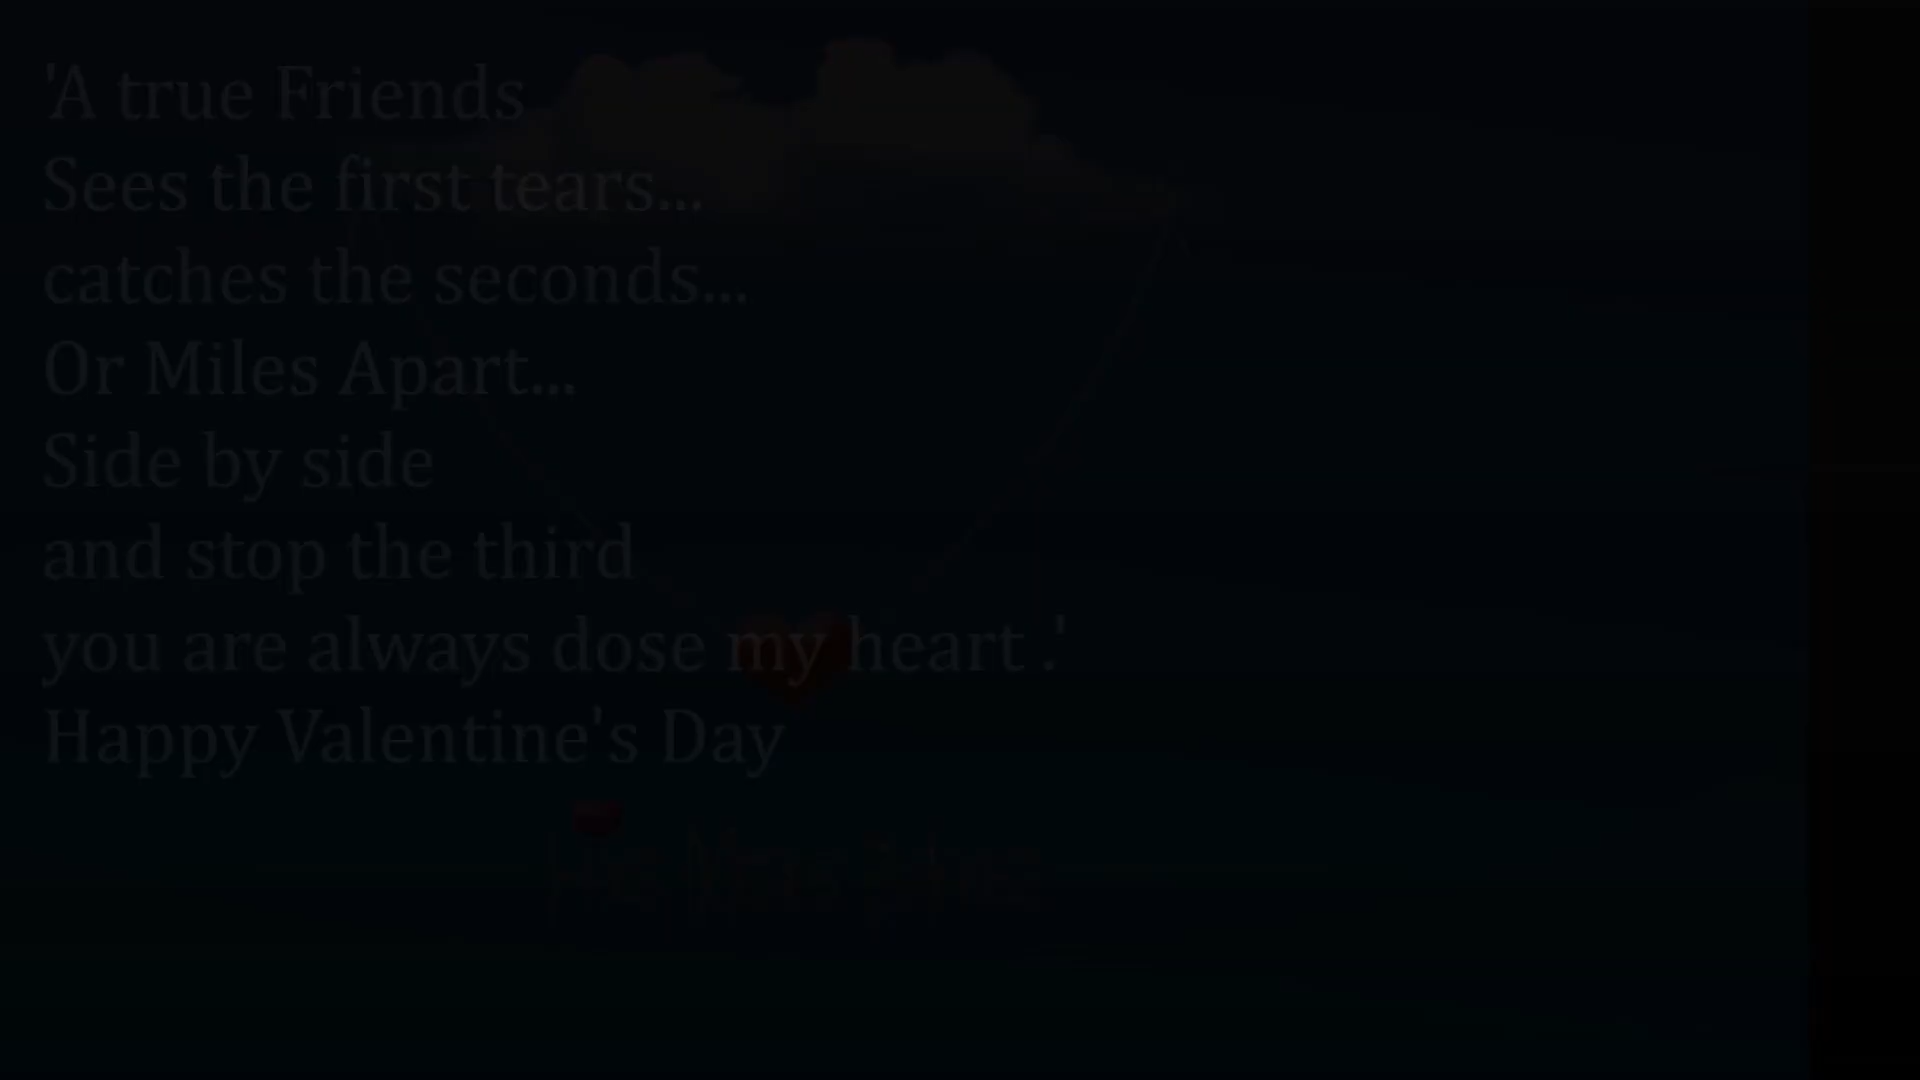 'A true Friends
Sees the first tears...
catches the seconds...
Or Miles Apart...
Side by side
and stop the third
you are always dose my heart .'
Happy Valentine's Day